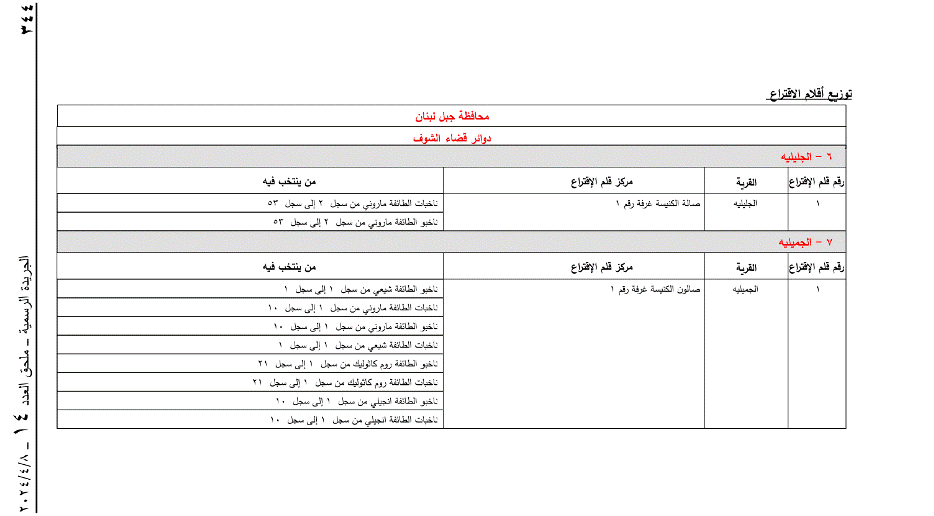 ٣٤٤
الجريدة الرسمية – ملحق العدد ١٤ – ٢٠٢٤/٤/٨
توزيع أقلام الاقتراع
محافظة جبل لبنان
دوائر قضاء الشوف
٦ - الجليليه
رقم قلم الإقتراع القرية مركز قلم الإقتراع من ينتخب فيه
١ الجليليه صالة الكنيسة غرفة رقم ١ ناخبات الطائفة ماروني من سجل ٢ إلى سجل ٥٣
ناخبو الطائفة ماروني من سجل ٢ إلى سجل ٥٣
٧ - الجميليه
رقم قلم الإقتراع القرية مركز قلم الإقتراع من ينتخب فيه
١ الجميليه صالون الكنيسة غرفة رقم ١ ناخبو الطائفة شيعي من سجل ١ إلى سجل ١
ناخبات الطائفة ماروني من سجل ١ إلى سجل ١٠
ناخبو الطائفة ماروني من سجل ١ إلى سجل ١٠
ناخبات الطائفة شيعي من سجل ١ إلى سجل ١
ناخبو الطائفة روم كاثوليك من سجل ١ إلى سجل ٢١
ناخبات الطائفة روم كاثوليك من سجل ١ إلى سجل ٢١
ناخبو الطائفة انجيلي من سجل ١ إلى سجل ١٠
ناخبات الطائفة انجيلي من سجل ١ إلى سجل ١٠